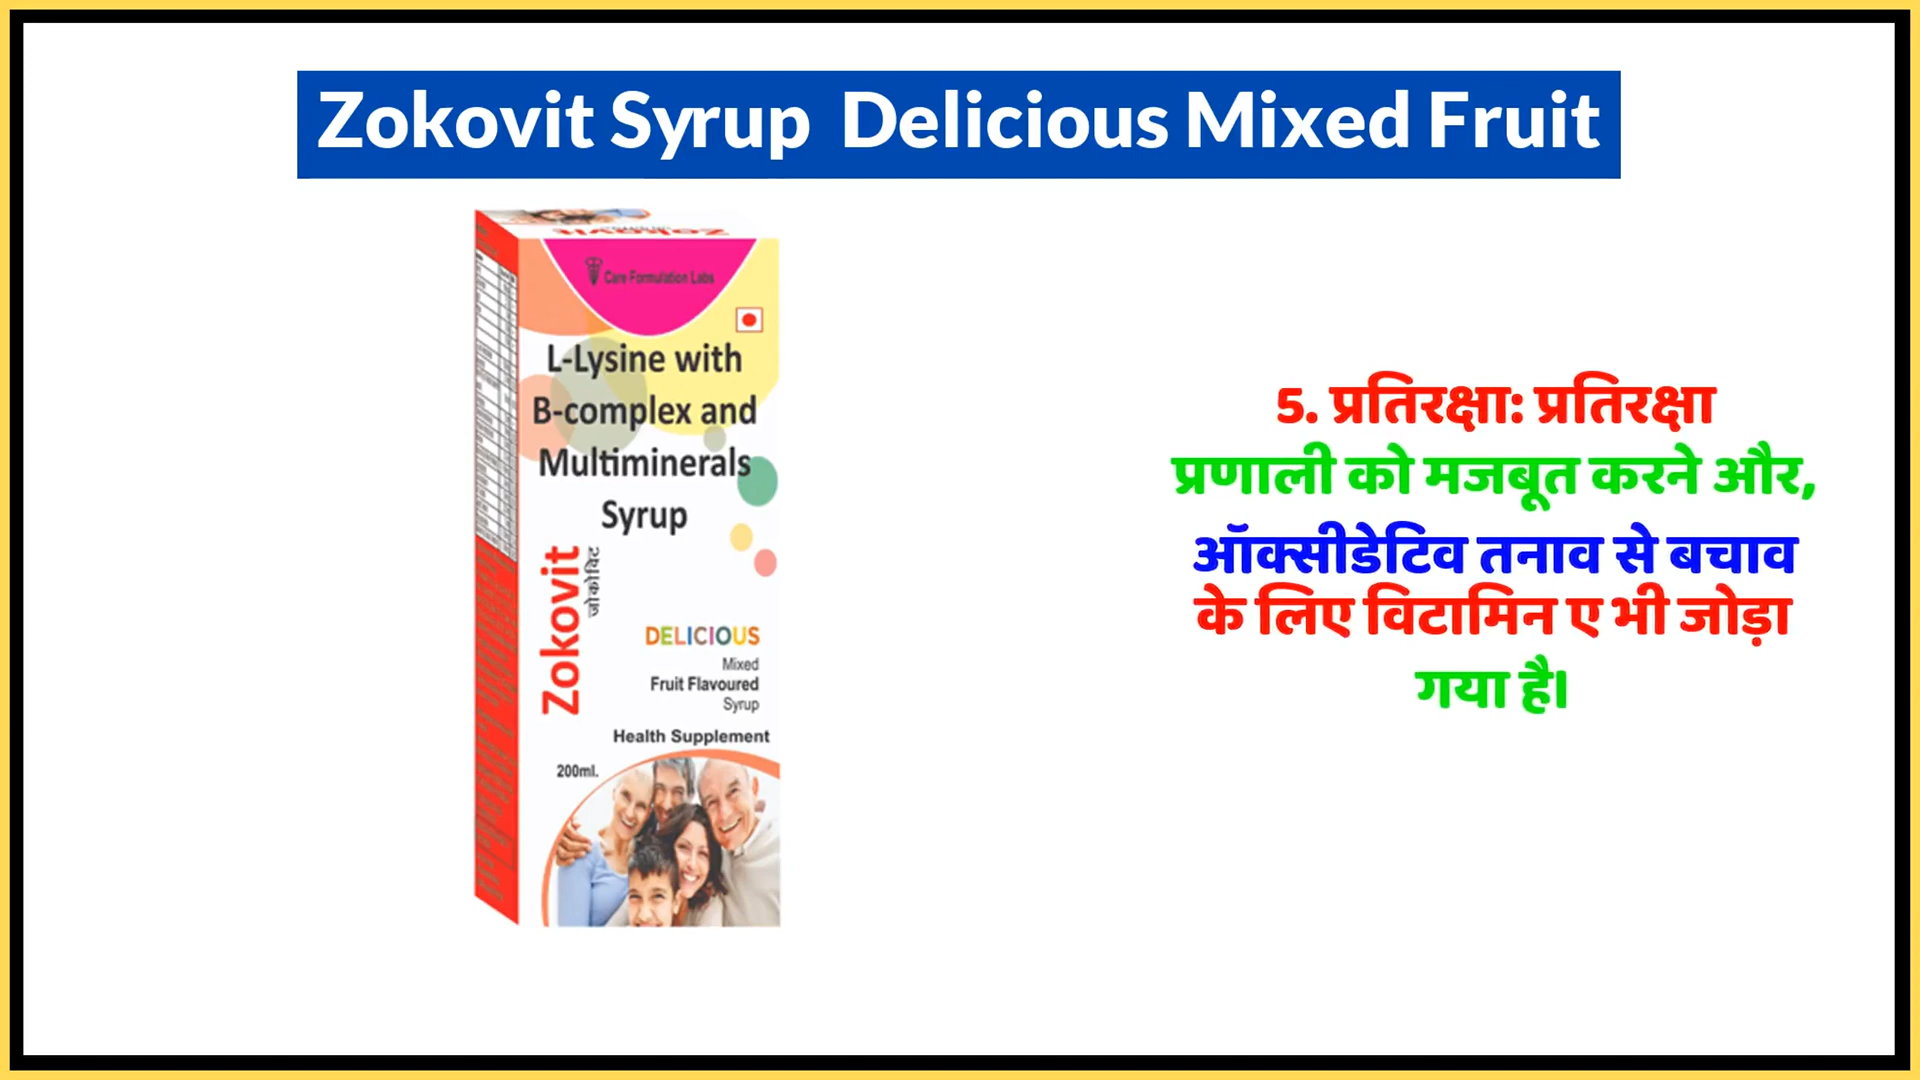 Zokovit Syrup Delicious Mixed Fruit
Care Formulation Labs
L-Lysine with
B-complex and
Multiminerals
Syrup
Zokovit
जोकोविट
DELICIOUS
Mixed
Fruit Flavoured
Syrup
Health Supplement
200ml.
5. प्रतिरक्षा: प्रतिरक्षा
प्रणाली को मजबूत करने और,
ऑक्सीडेटिव तनाव से बचाव
के लिए विटामिन ए भी जोड़ा
गया है।